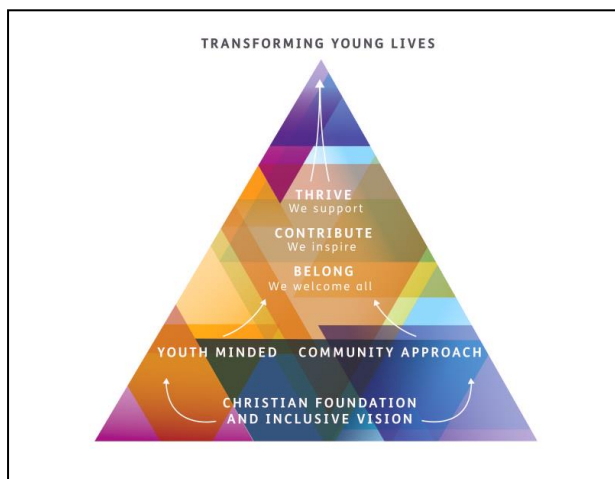 TRANSFORMING YOUNG LIVES
THRIVE
We support
CONTRIBUTE
We inspire
BELONG
We welcome all
YOUTH MINDED
COMMUNITY APPROACH
CHRISTIAN FOUNDATION
AND INCLUSIVE VISION